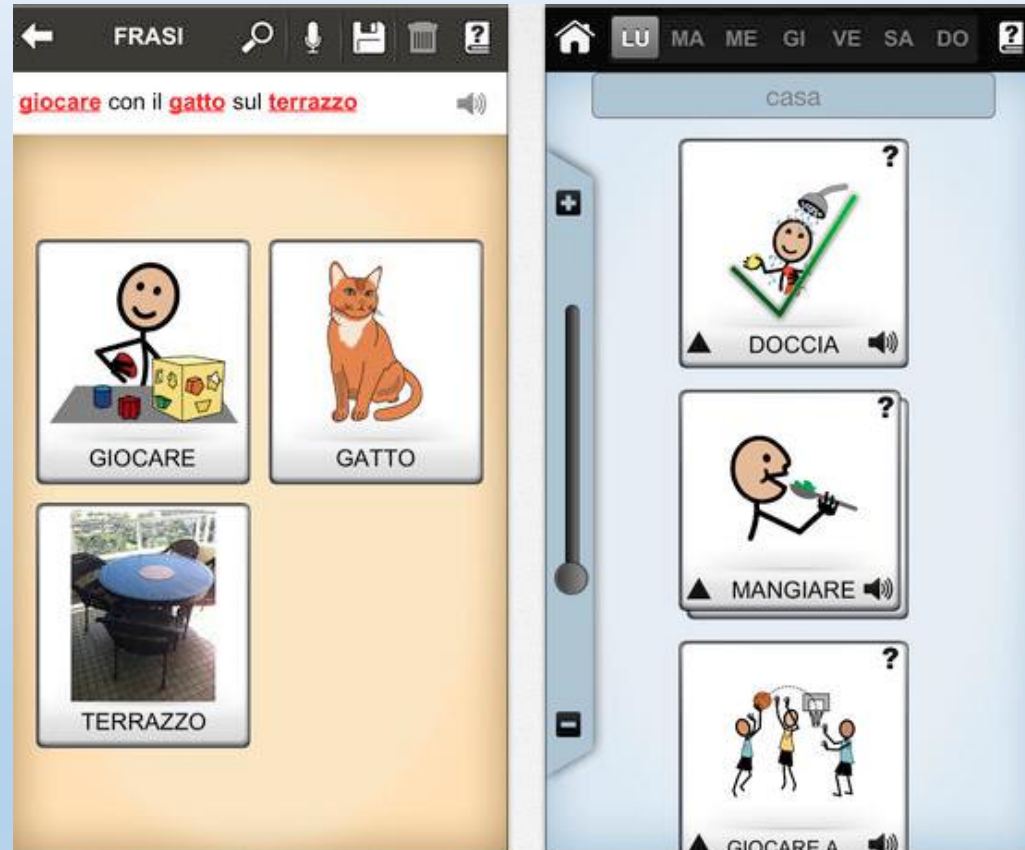 FRASI
giocare con il gatto sul terrazzo
GIOCARE
GATTO
TERRAZZO
LU MA ME GI VE SA DO
casa
?
DOCCIA
?
MANGIARE
?
GIOCARE A